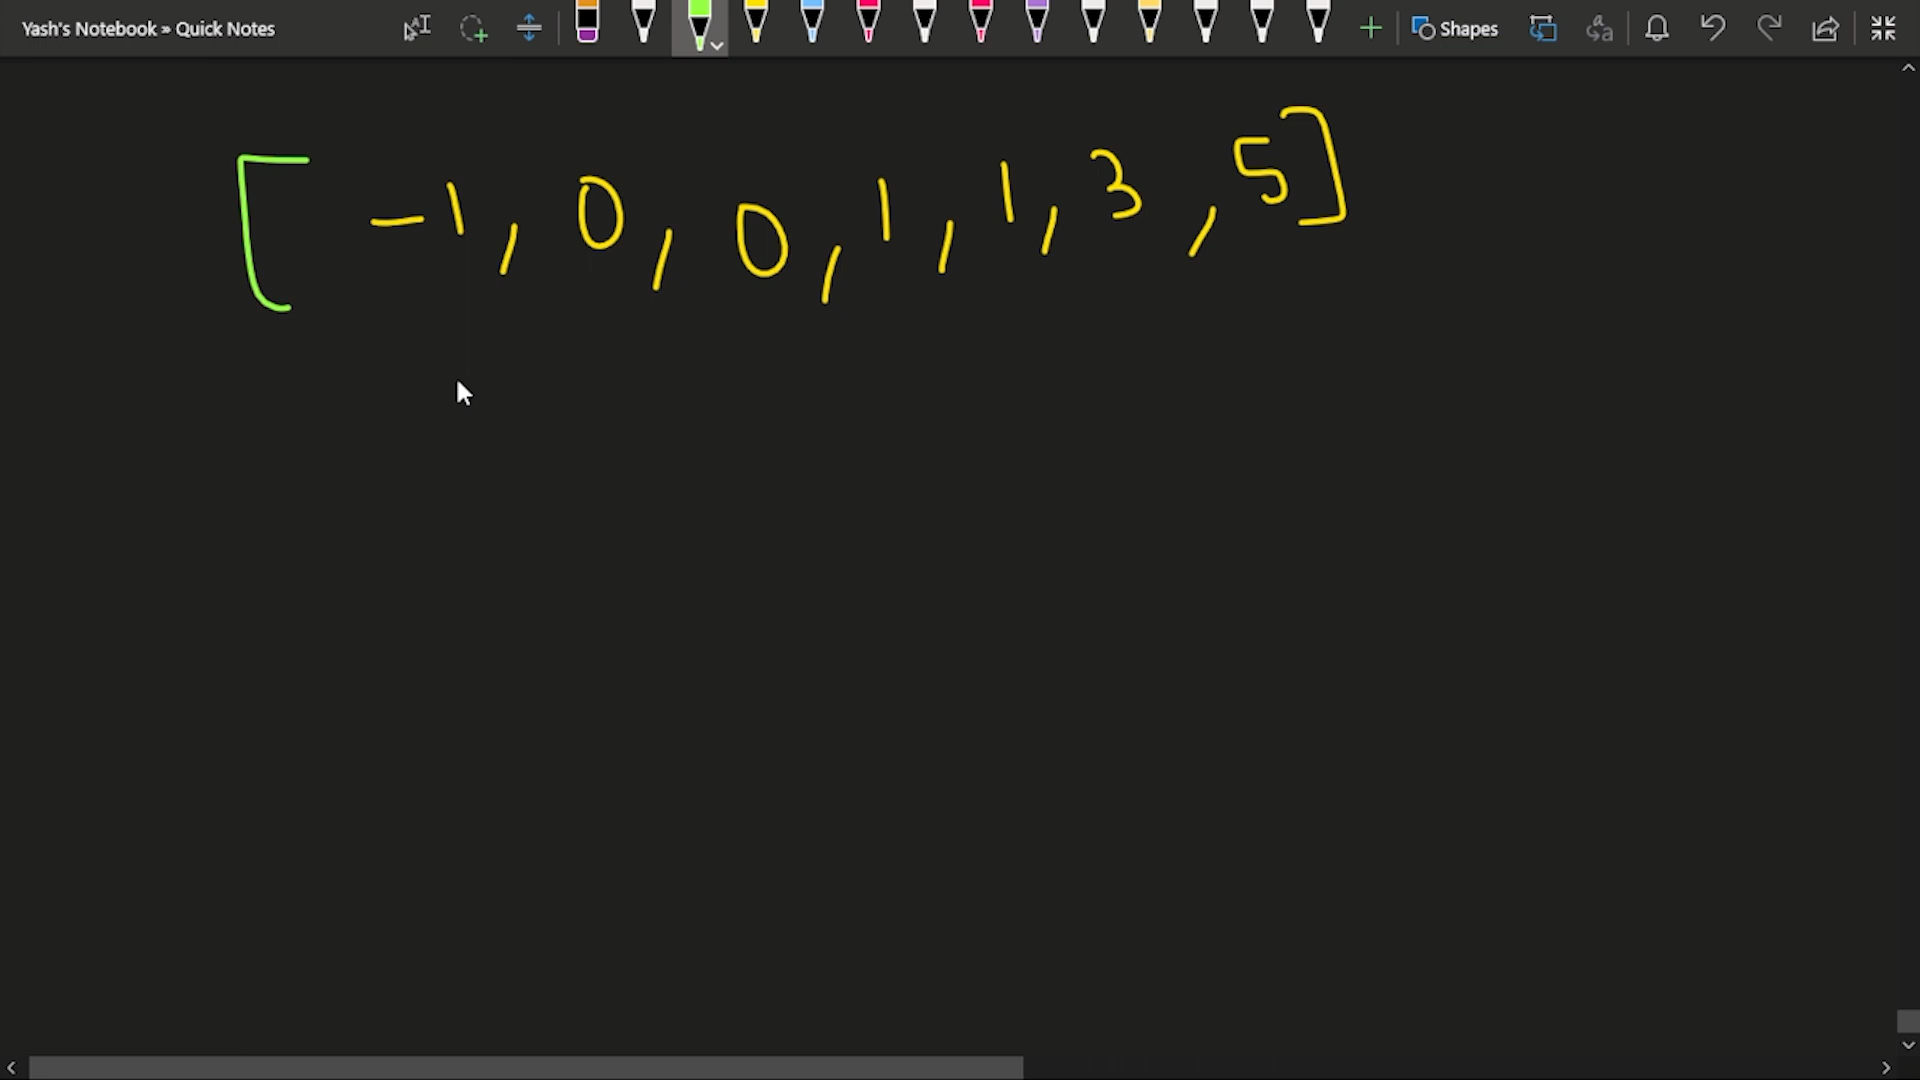 Yash's Notebook » Quick Notes
Shapes
[ -1, 0, 0, 1, 1, 3, 5]